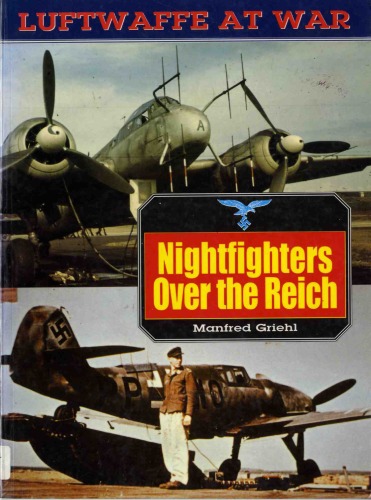 LUFTWAFFE AT WAR
A
Nightfighters
Over the Reich
Manfred Griehl
P
O